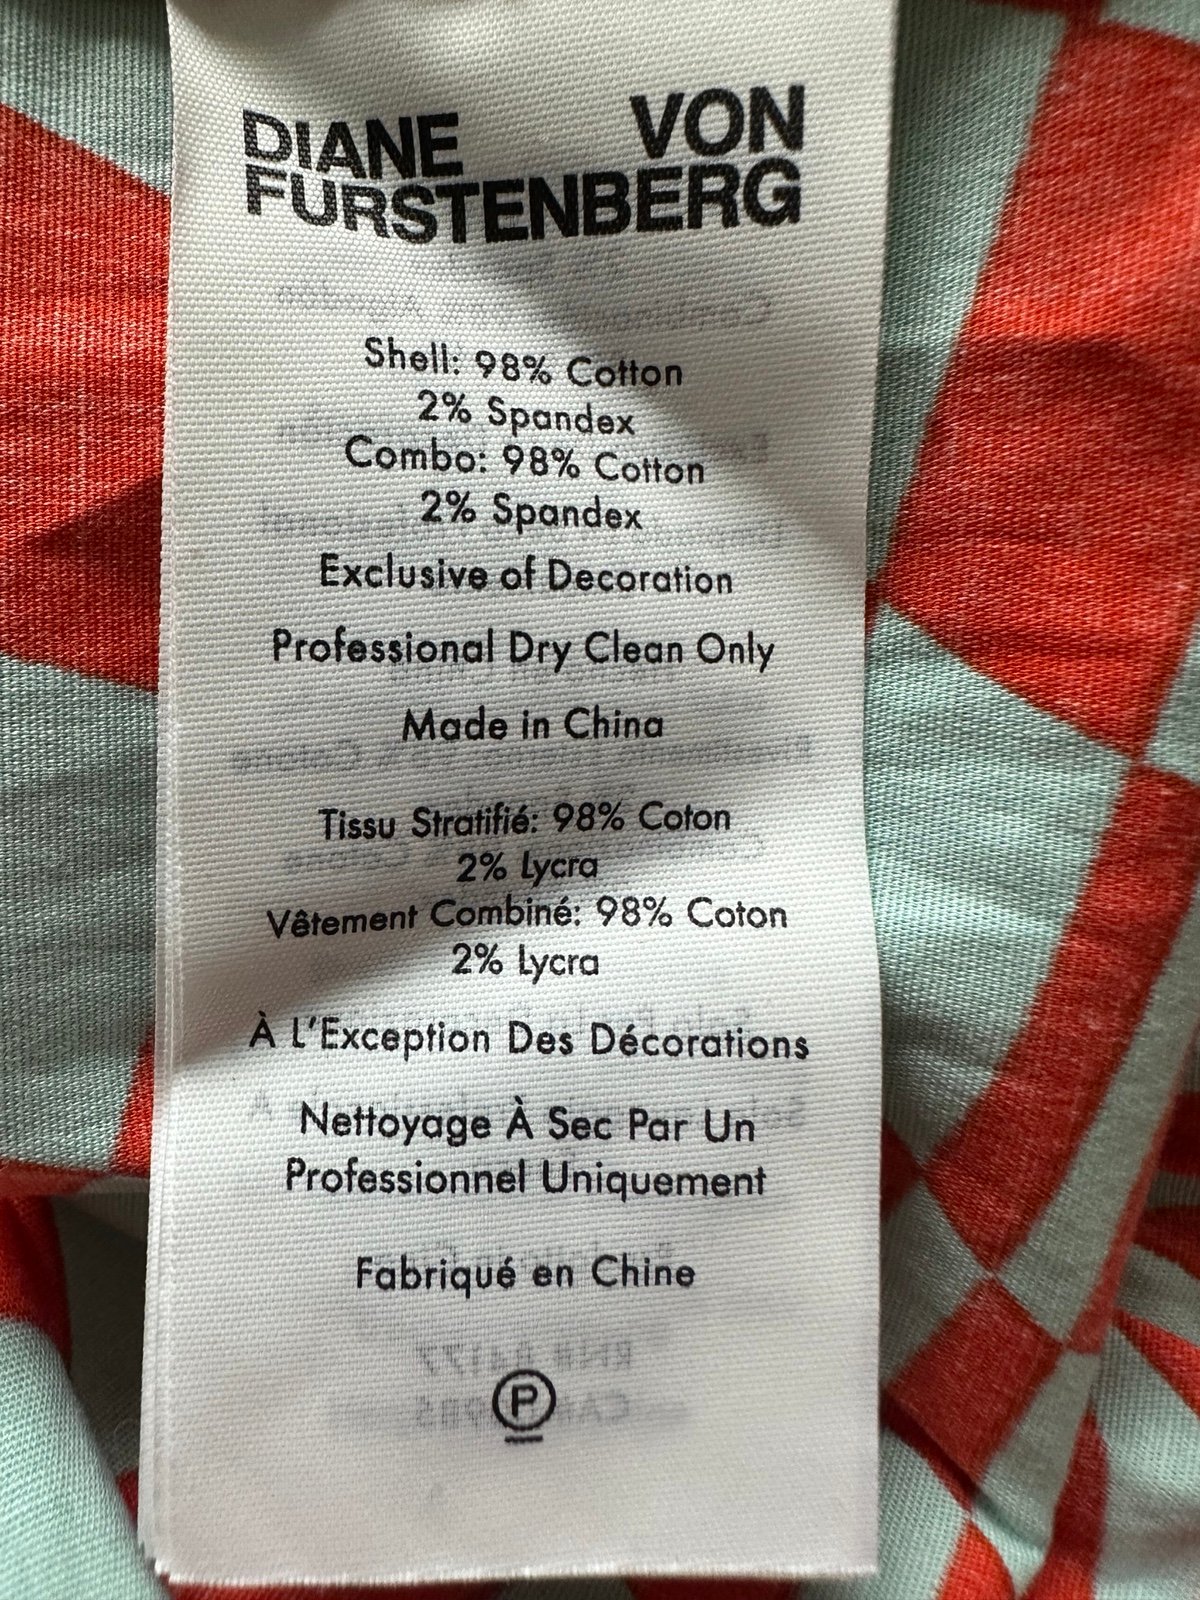 DIANE VON
FURSTENBERG
Shell: 98% Cotton
2% Spandex
Combo: 98% Cotton
2% Spandex
Exclusive of Decoration
Professional Dry Clean Only
Made in China
Tissu Stratifié: 98% Coton
2% Lycra
Vêtement Combiné: 98% Coton
2% Lycra
À L'Exception Des Décorations
Nettoyage À Sec Par Un
Professionnel Uniquement
Fabriqué en Chine
P